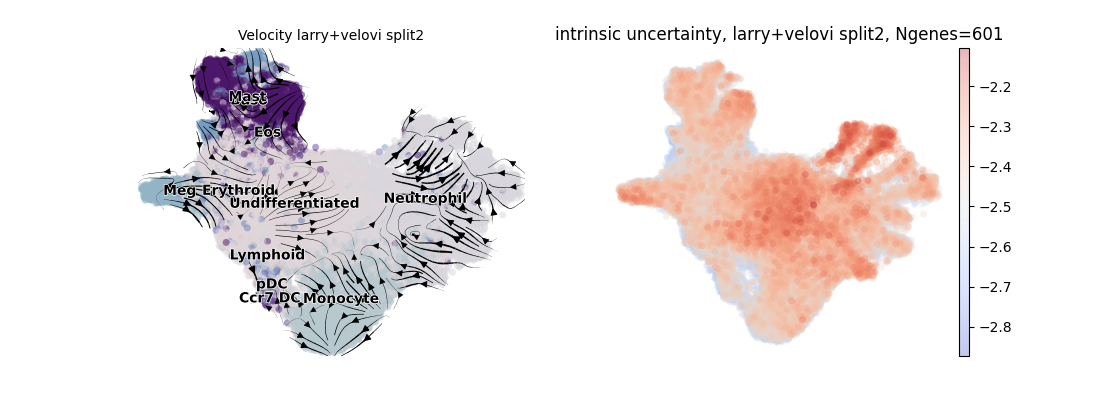 Velocity larry+velovi split2
Mast
Eos
Meg Erythroid
Undifferentiated
Neutrophil
Lymphoid
pDC
Ccr7 DC
Monocyte
intrinsic uncertainty, larry+velovi split2, Ngenes=601
−2.2
−2.3
−2.4
−2.5
−2.6
−2.7
−2.8